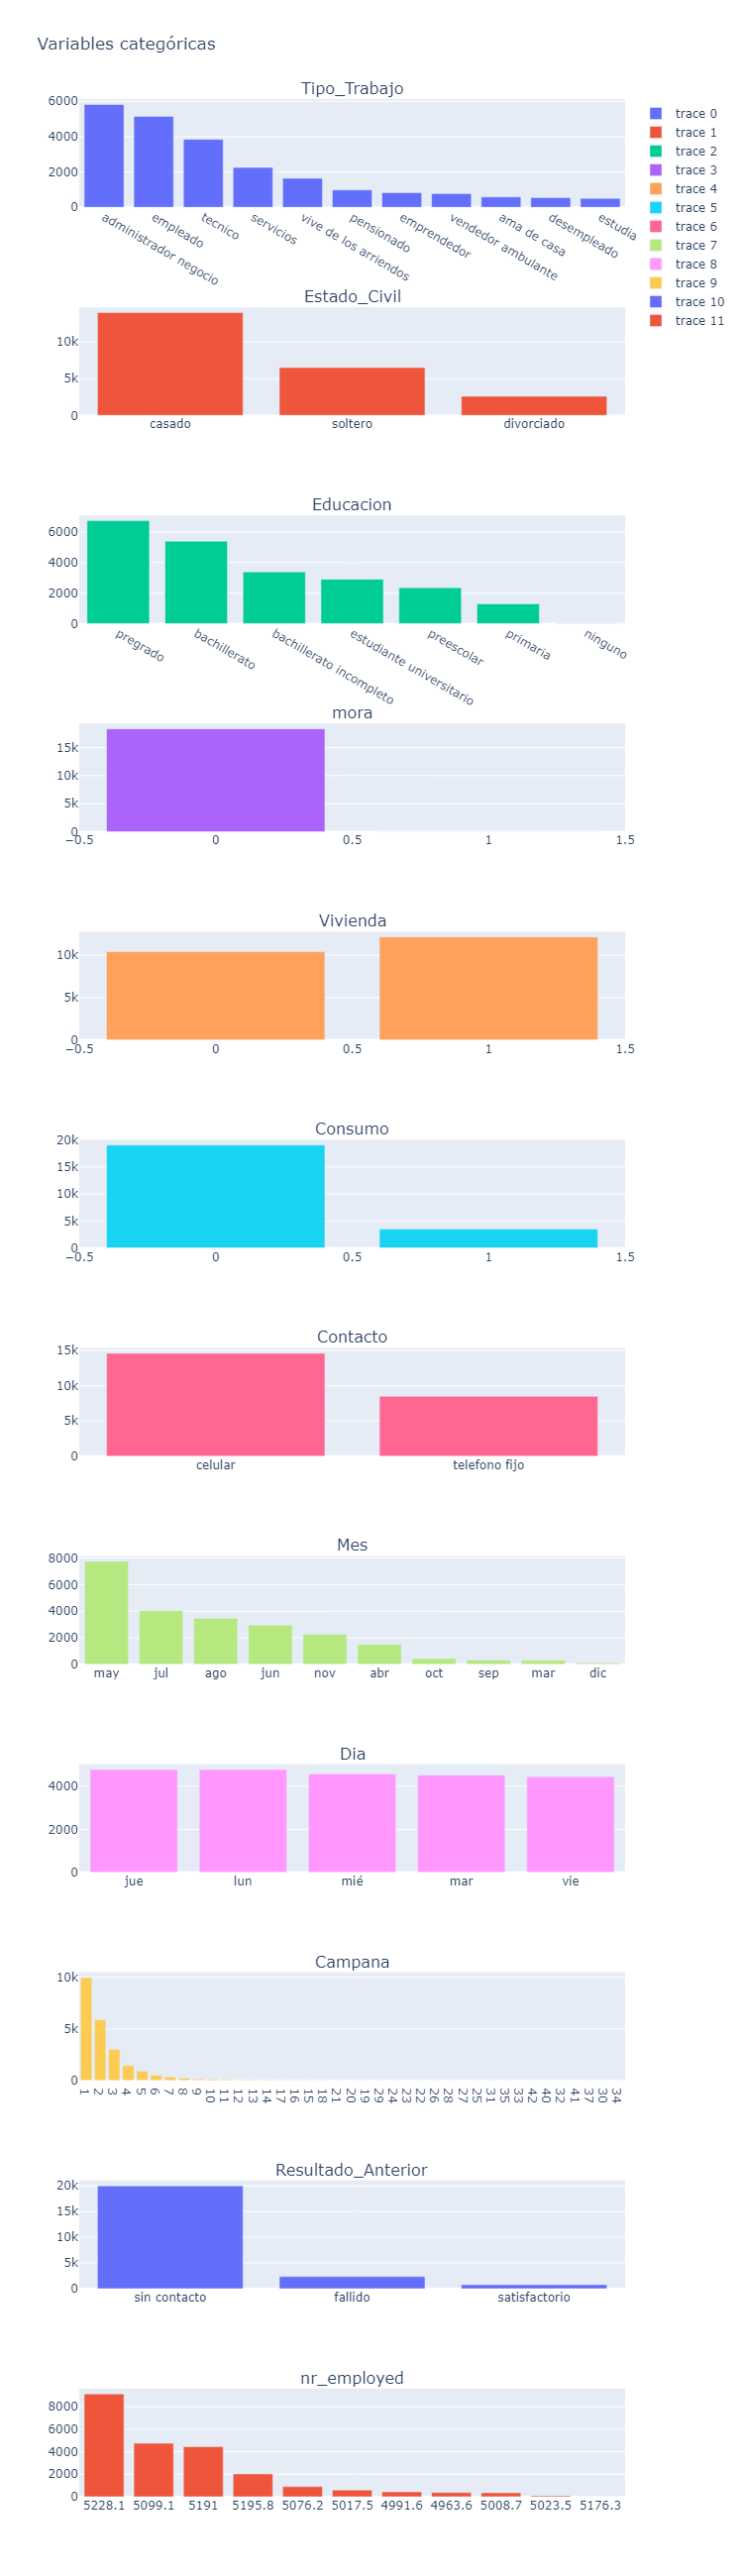 Variables categóricas
Tipo_Trabajo
6000
4000
2000
0
administrador negocio
empleado
tecnico
servicios
vive de los arriendos
pensionado
emprendedor
vendedor ambulante
ama de casa
desempleado
estudia
trace 0
trace 1
trace 2
trace 3
trace 4
trace 5
trace 6
trace 7
trace 8
trace 9
trace 10
trace 11
Estado_Civil
10k
5k
0
casado soltero divorciado
Educacion
6000
4000
2000
0
pregrado
bachillerato
bachillerato incompleto
estudiante universitario
preescolar
primaria
ninguno
mora
15k
10k
5k
0
−0.5 0 0.5 1 1.5
Vivienda
10k
5k
0
−0.5 0 0.5 1 1.5
Consumo
20k
15k
10k
5k
0
−0.5 0 0.5 1 1.5
Contacto
15k
10k
5k
0
celular telefono fijo
Mes
8000
6000
4000
2000
0
may jul ago jun nov abr oct sep mar dic
Dia
4000
2000
0
jue lun mié mar vie
Campana
10k
5k
0
1 2 3 4 5 6 7 8 9 10 11 12 13 14 17 16 15 18 21 20 19 29 24 23 22 26 28 27 25 31 35 33 42 40 32 41 37 30 34
Resultado_Anterior
20k
15k
10k
5k
0
sin contacto fallido satisfactorio
nr_employed
8000
6000
4000
2000
0
5228.1 5099.1 5191 5195.8 5076.2 5017.5 4991.6 4963.6 5008.7 5023.5 5176.3